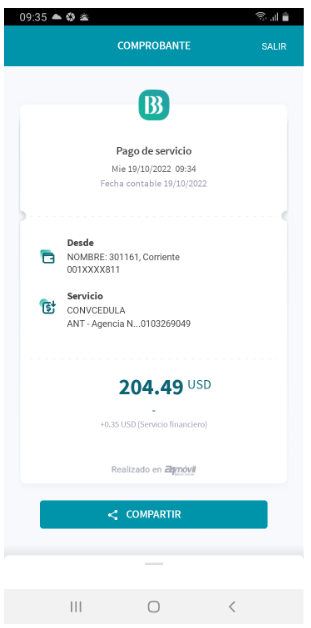 09:35
COMPROBANTE
SALIR
B
Pago de servicio
Mie 19/10/2022 09:34
Fecha contable 19/10/2022
Desde
NOMBRE: 301161, Corriente
001XXXX811
Servicio
CONVCEDULA
ANT - Agencia N...0103269049
204.49 USD
-
+0.35 USD (Servicio financiero)
Realizado en a̶móvil
COMPARTIR